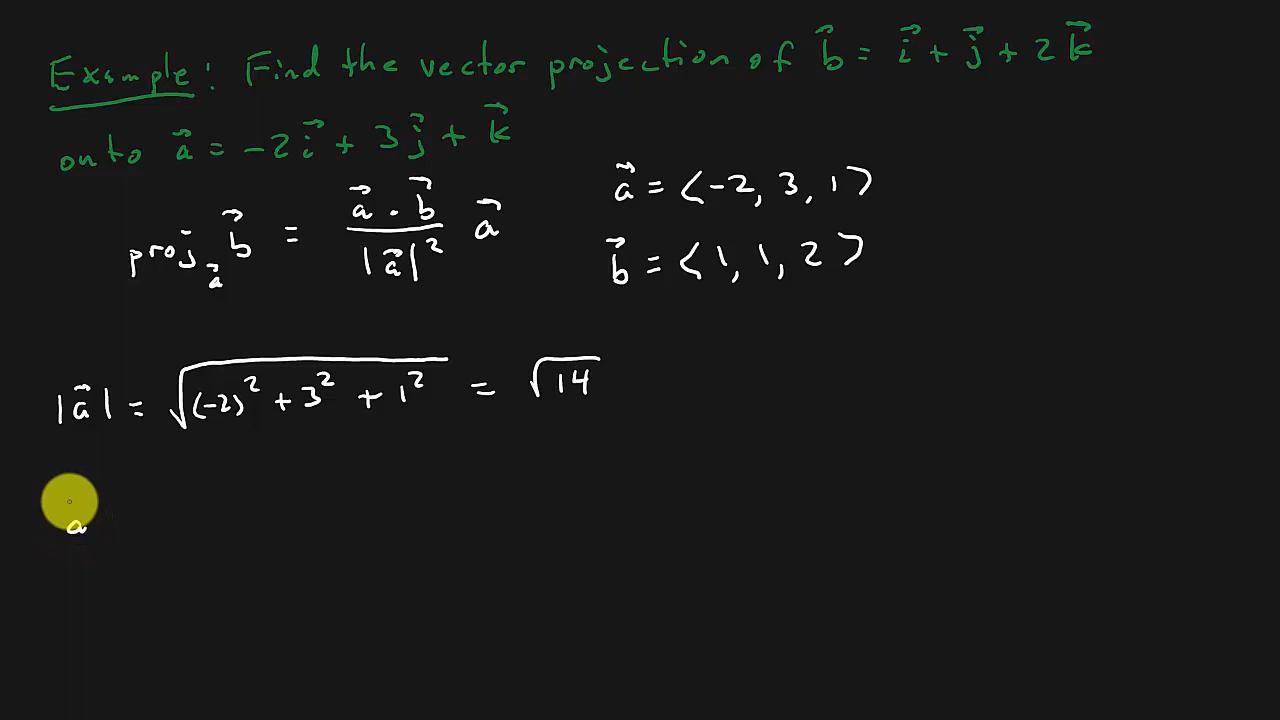 Example: Find the vector projection of b⃗ = i⃗ + j⃗ + 2k⃗
onto a⃗ = -2i⃗ + 3j⃗ + k⃗
proj_a⃗ b⃗ = (a⃗ · b⃗)/|a⃗|² a⃗
a⃗ = ⟨-2, 3, 1⟩
b⃗ = ⟨1, 1, 2⟩
|a⃗| = √((-2)² + 3² + 1²) = √14
a